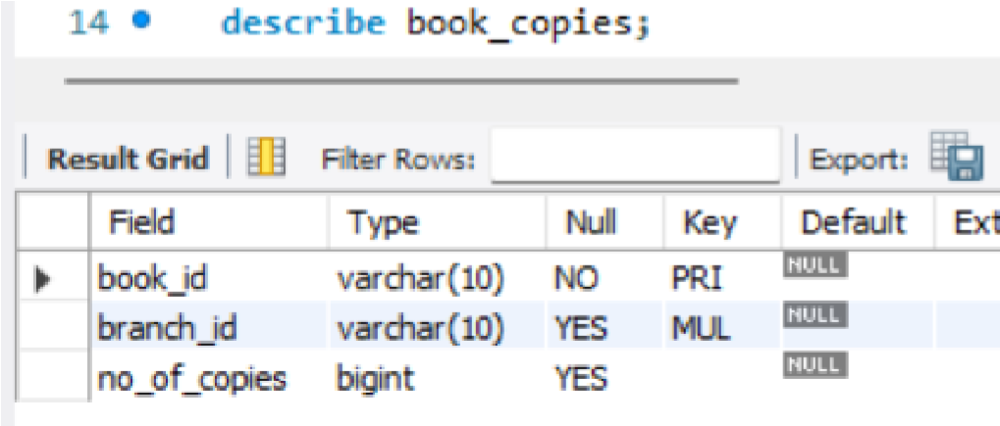 14 describe book_copies;
Result Grid Filter Rows: Export:
Field Type Null Key Default Ext
book_id varchar(10) NO PRI NULL
branch_id varchar(10) YES MUL NULL
no_of_copies bigint YES NULL